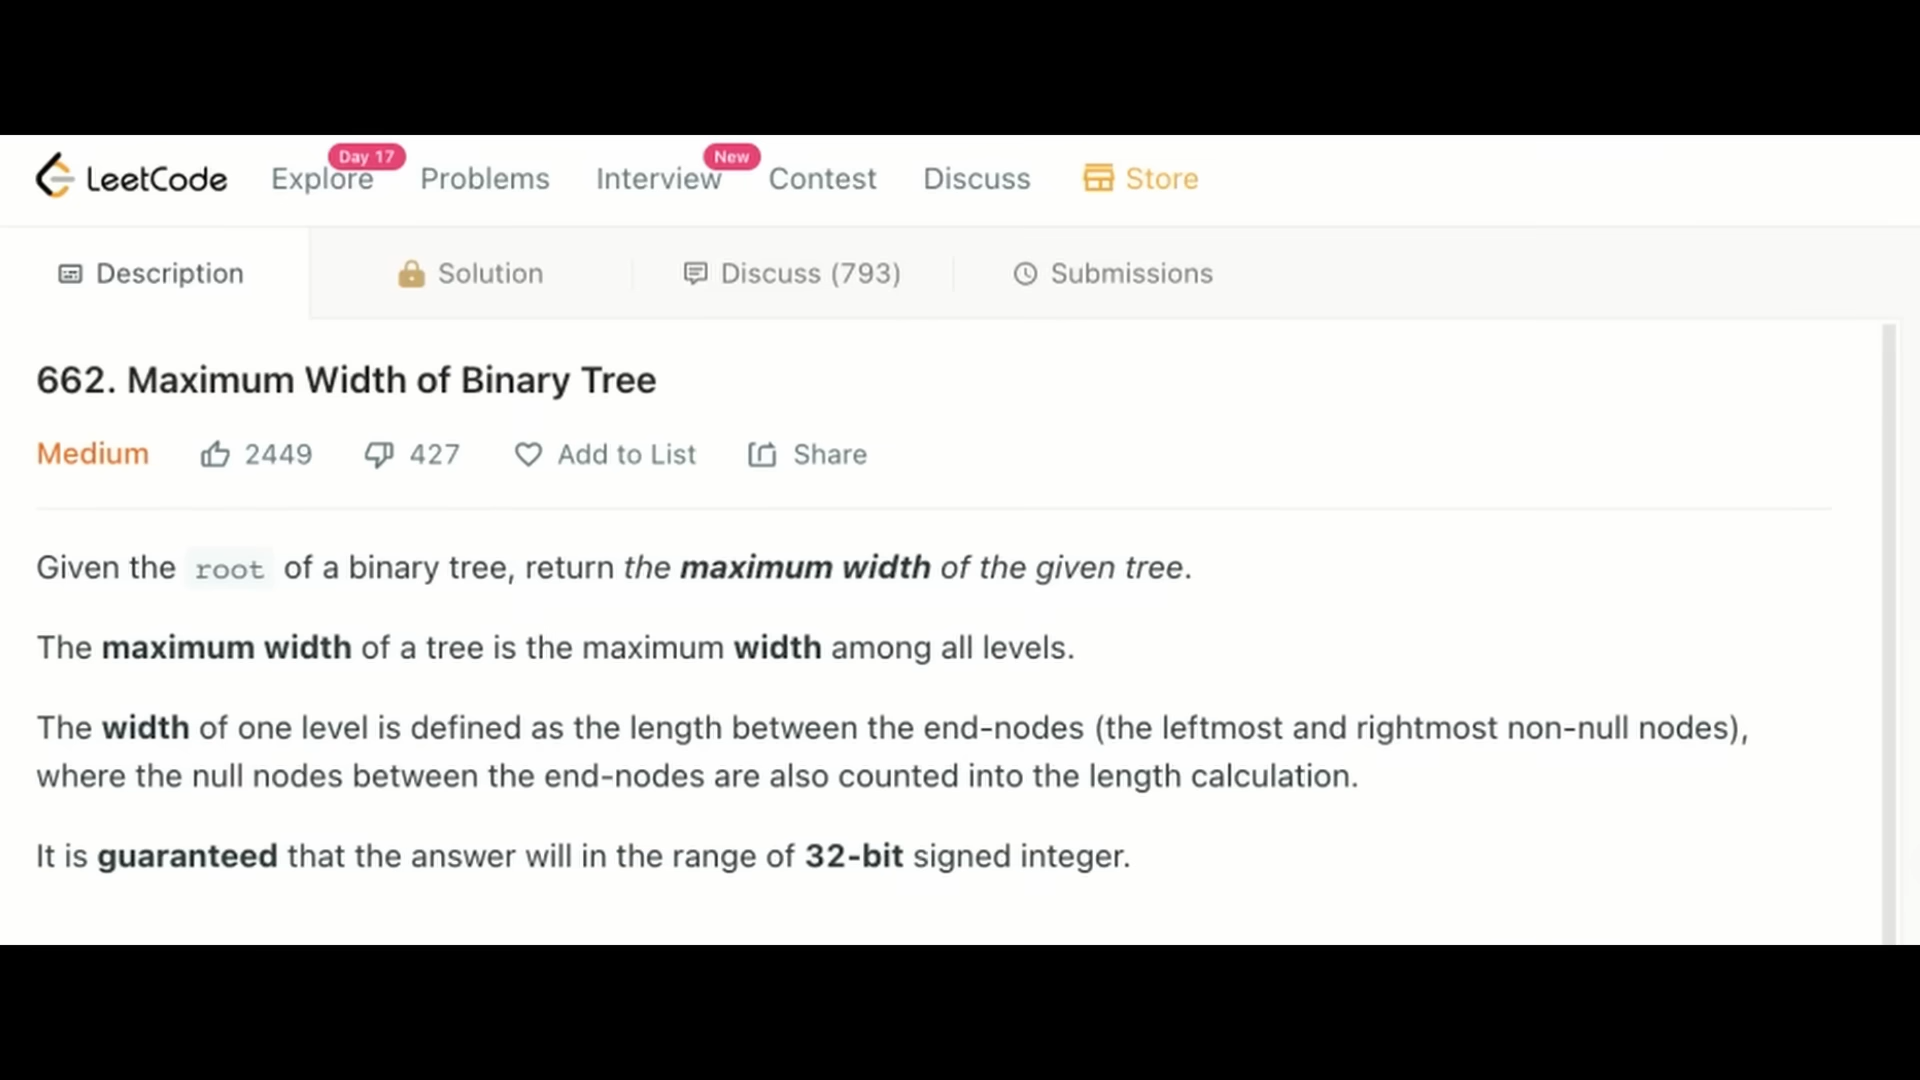 LeetCode Explore Day 17 Problems Interview New Contest Discuss Store
Description Solution Discuss (793) Submissions
662. Maximum Width of Binary Tree
Medium 2449 427 Add to List Share
Given the root of a binary tree, return the maximum width of the given tree.
The maximum width of a tree is the maximum width among all levels.
The width of one level is defined as the length between the end-nodes (the leftmost and rightmost non-null nodes),
where the null nodes between the end-nodes are also counted into the length calculation.
It is guaranteed that the answer will in the range of 32-bit signed integer.